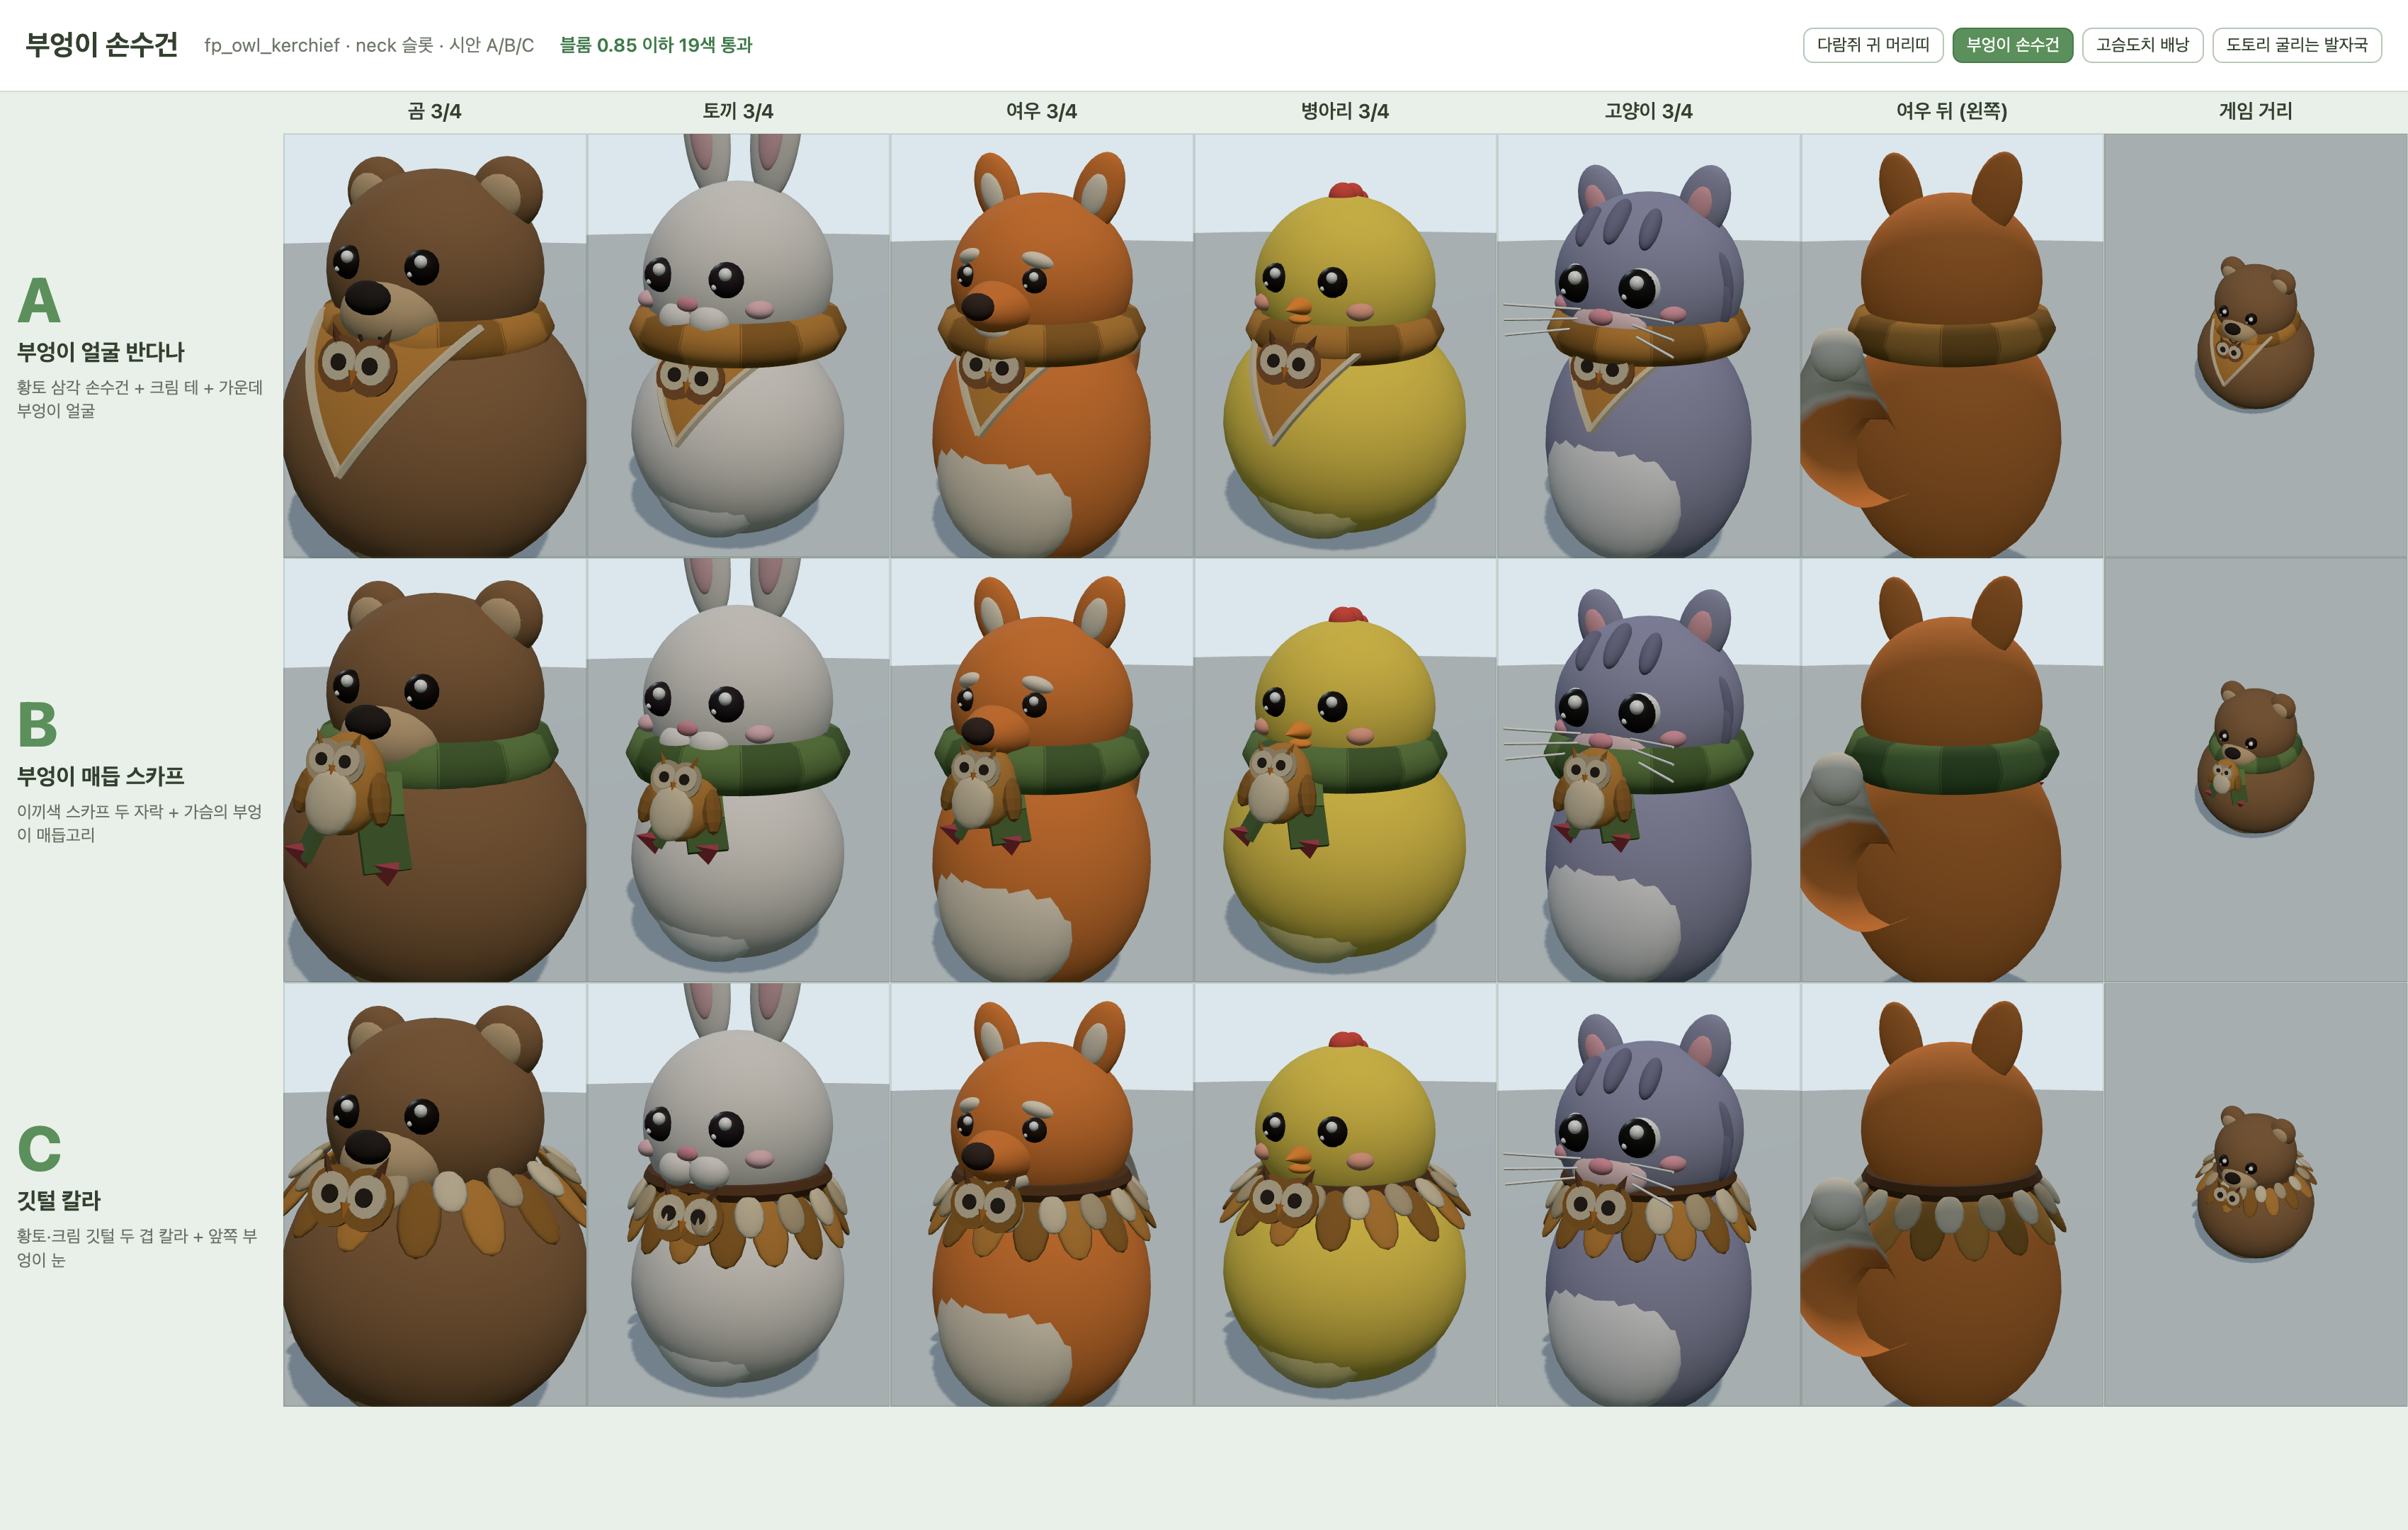 부엉이 손수건
fp_owl_kerchief · neck 슬롯 · 시안 A/B/C
블룸 0.85 이하 19색 통과
다람쥐 귀 머리띠
부엉이 손수건
고슴도치 배낭
도토리 굴리는 발자국
곰 3/4
토끼 3/4
여우 3/4
병아리 3/4
고양이 3/4
여우 뒤 (왼쪽)
게임 거리
A
부엉이 얼굴 반다나
황토 삼각 손수건 + 크림 테 + 가운데
부엉이 얼굴
B
부엉이 매듭 스카프
이끼색 스카프 두 자락 + 가슴의 부엉
이 매듭고리
C
깃털 칼라
황토·크림 깃털 두 겹 칼라 + 앞쪽 부
엉이 눈